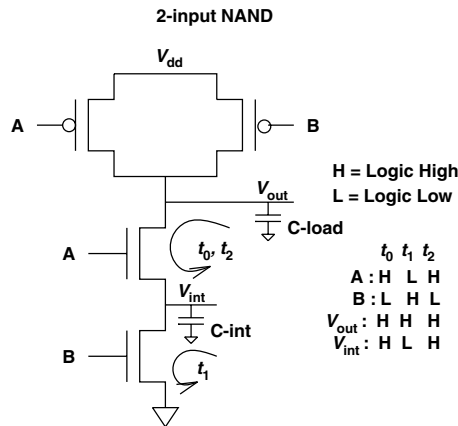 2-input NAND
Vdd
A
B
H = Logic High
L = Logic Low
Vout
C-load
A
t0, t2
Vint
C-int
B
t1
t0 t1 t2
A : H L H
B : L H L
Vout : H H H
Vint : H L H